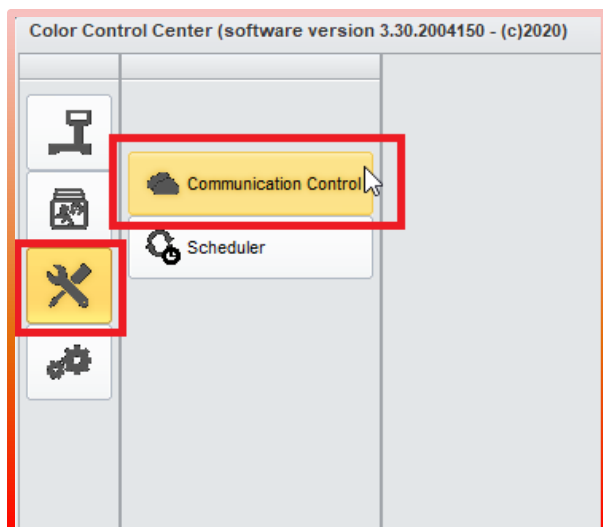 Color Control Center (software version 3.30.2004150 - (c)2020)
Communication Control
Scheduler